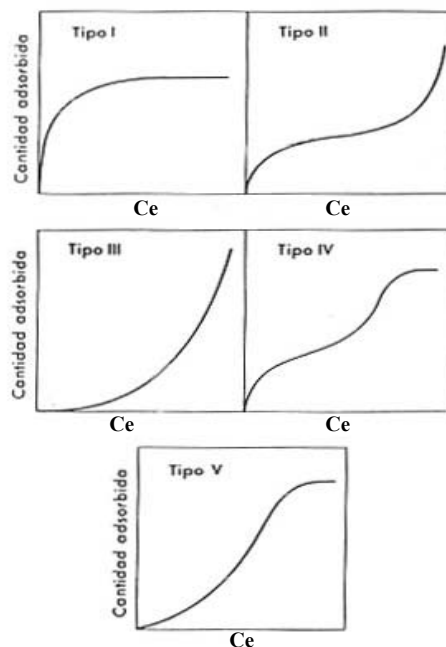 Tipo I
Tipo II
Cantidad adsorbida
Ce
Ce
Tipo III
Tipo IV
Cantidad adsorbida
Ce
Ce
Tipo V
Cantidad adsorbida
Ce